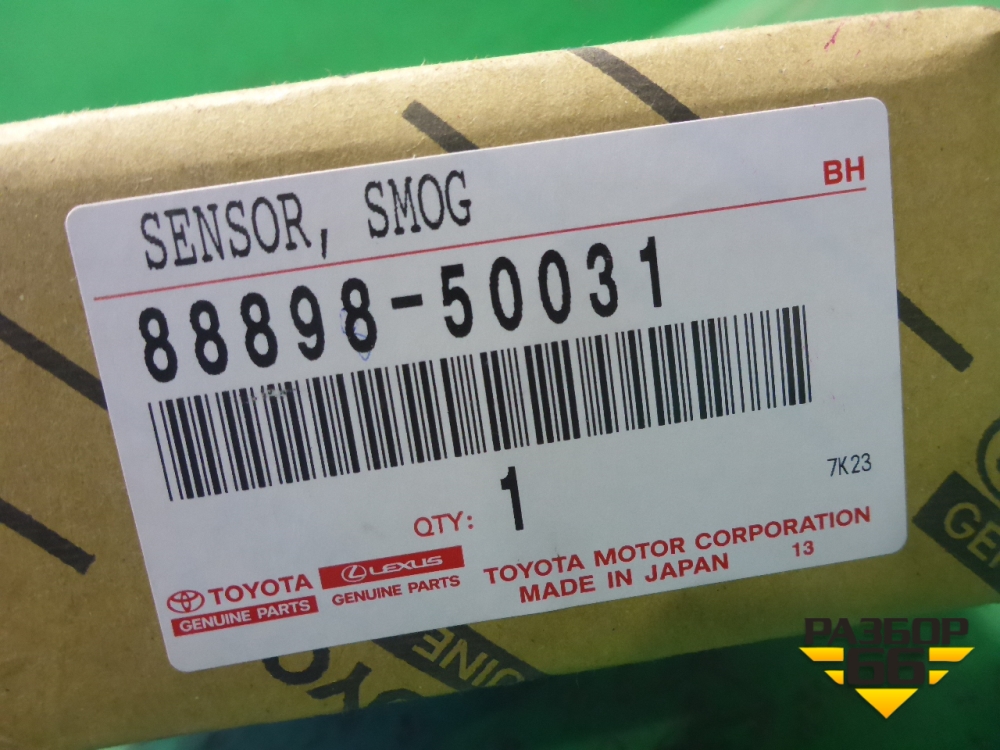 BH
SENSOR, SMOG
88898-50031
QTY: 1
7K23
TOYOTA
GENUINE PARTS
LEXUS
GENUINE PARTS
TOYOTA MOTOR CORPORATION
MADE IN JAPAN 13
РАЗБОР
66